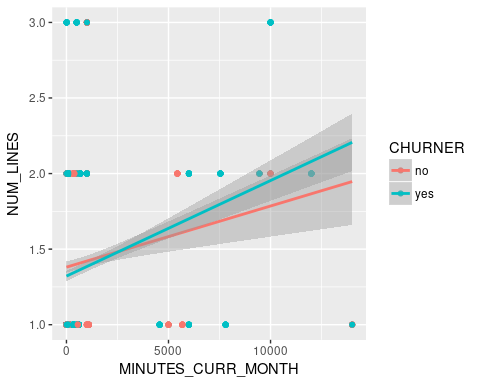 3.0
2.5
2.0
1.5
1.0
NUM_LINES
0
5000
10000
MINUTES_CURR_MONTH
CHURNER
no
yes